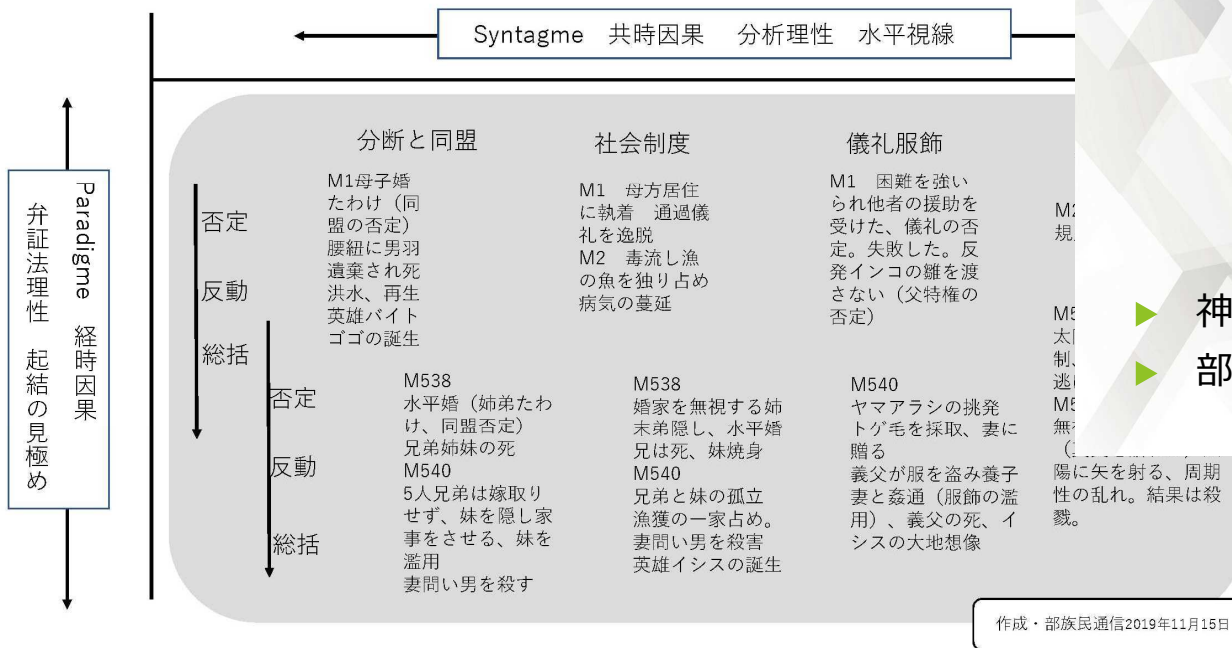 Syntagme 共時因果 分析理性 水平視線
Paradigme 経時因果
弁証法理性 起結の見極め
否定
反動
総括
否定
反動
総括
分断と同盟
M1母子婚
たわけ（同
盟の否定）
腰紐に男羽
遺棄され死
洪水、再生
英雄バイト
ゴゴの誕生
M538
水平婚（姉弟たわ
け、同盟否定）
兄弟姉妹の死
M540
5人兄弟は嫁取り
せず、妹を隠し家
事をさせる、妹を
濫用
妻問い男を殺す
社会制度
M1 母方居住
に執着 通過儀
礼を逸脱
M2 毒流し漁
の魚を独り占め
病気の蔓延
M538
婚家を無視する姉
末弟隠し、水平婚
兄は死、妹焼身
M540
兄弟と妹の孤立
漁獲の一家占め。
妻問い男を殺害
英雄イシスの誕生
儀礼服飾
M1 困難を強い
られ他者の援助を
受けた、儀礼の否
定。失敗した。反
発インコの雛を渡
さない（父特権の
否定）
M540
ヤマアラシの挑発
トゲ毛を採取、妻に
贈る
義父が服を盗み養子
妻と姦通（服飾の濫
用）、義父の死、イ
シスの大地想像
規
太
制、
陽に矢を射る、周期
性の乱れ。結果は殺
戮。
神
部
作成・部族民通信2019年11月15日